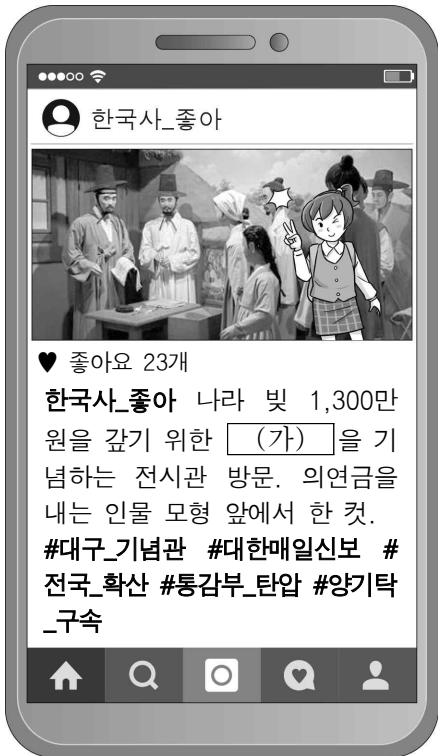 한국사_좋아
♥ 좋아요 23개
한국사_좋아 나라 빚 1,300만
원을 갚기 위한 (가) 을 기
념하는 전시관 방문. 의연금을
내는 인물 모형 앞에서 한 컷.
#대구_기념관 #대한매일신보 #
전국_확산 #통감부_탄압 #양기탁
_구속